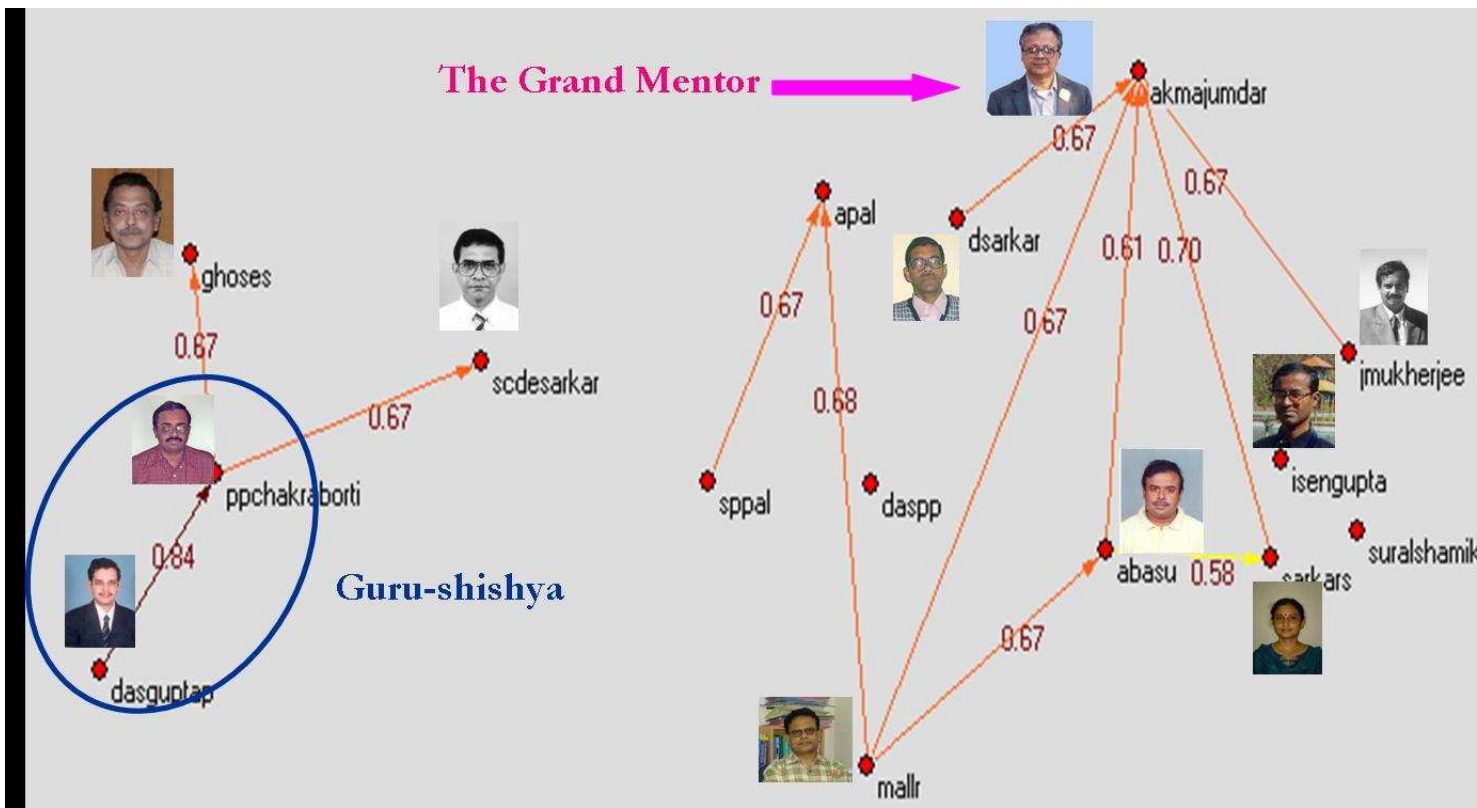 The Grand Mentor
akmajumdar
0.67
apal
0.67
dsarkar
ghoses
0.61
0.70
0.67
0.67
0.67
jmukherjee
scdesarkar
0.68
0.67
isengupta
ppchakraborti
sppal
daspp
suralshamik
0.84
abasu
0.58
sarkars
Guru-shishya
0.67
dasguptap
mallr